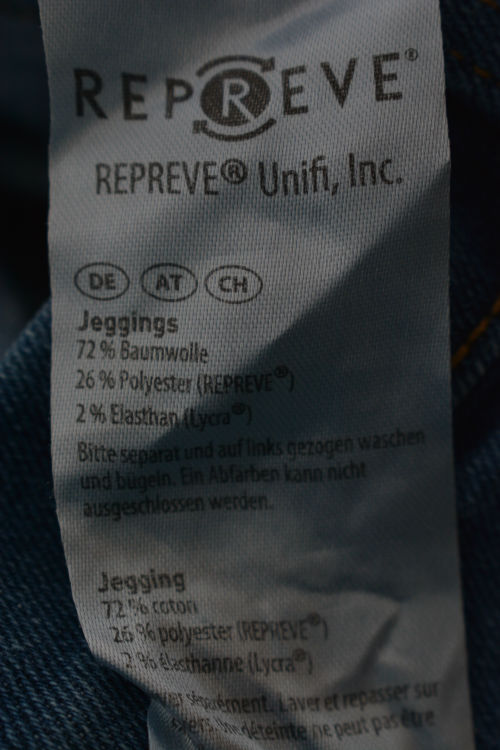 REPREVE®
REPREVE® Unifi, Inc.
DE AT CH
Jeggings
72 % Baumwolle
26 % Polyester (REPREVE®)
2 % Elasthan (Lycra®)
Bitte separat und auf links gezogen waschen
und bügeln. Ein Abfärben kann nicht
ausgeschlossen werden.
Jegging
72 % coton
26 % polyester (REPREVE®)
2 % élasthanne (Lycra®)
séparément. Laver et repasser sur
déteinte ne peut pas être